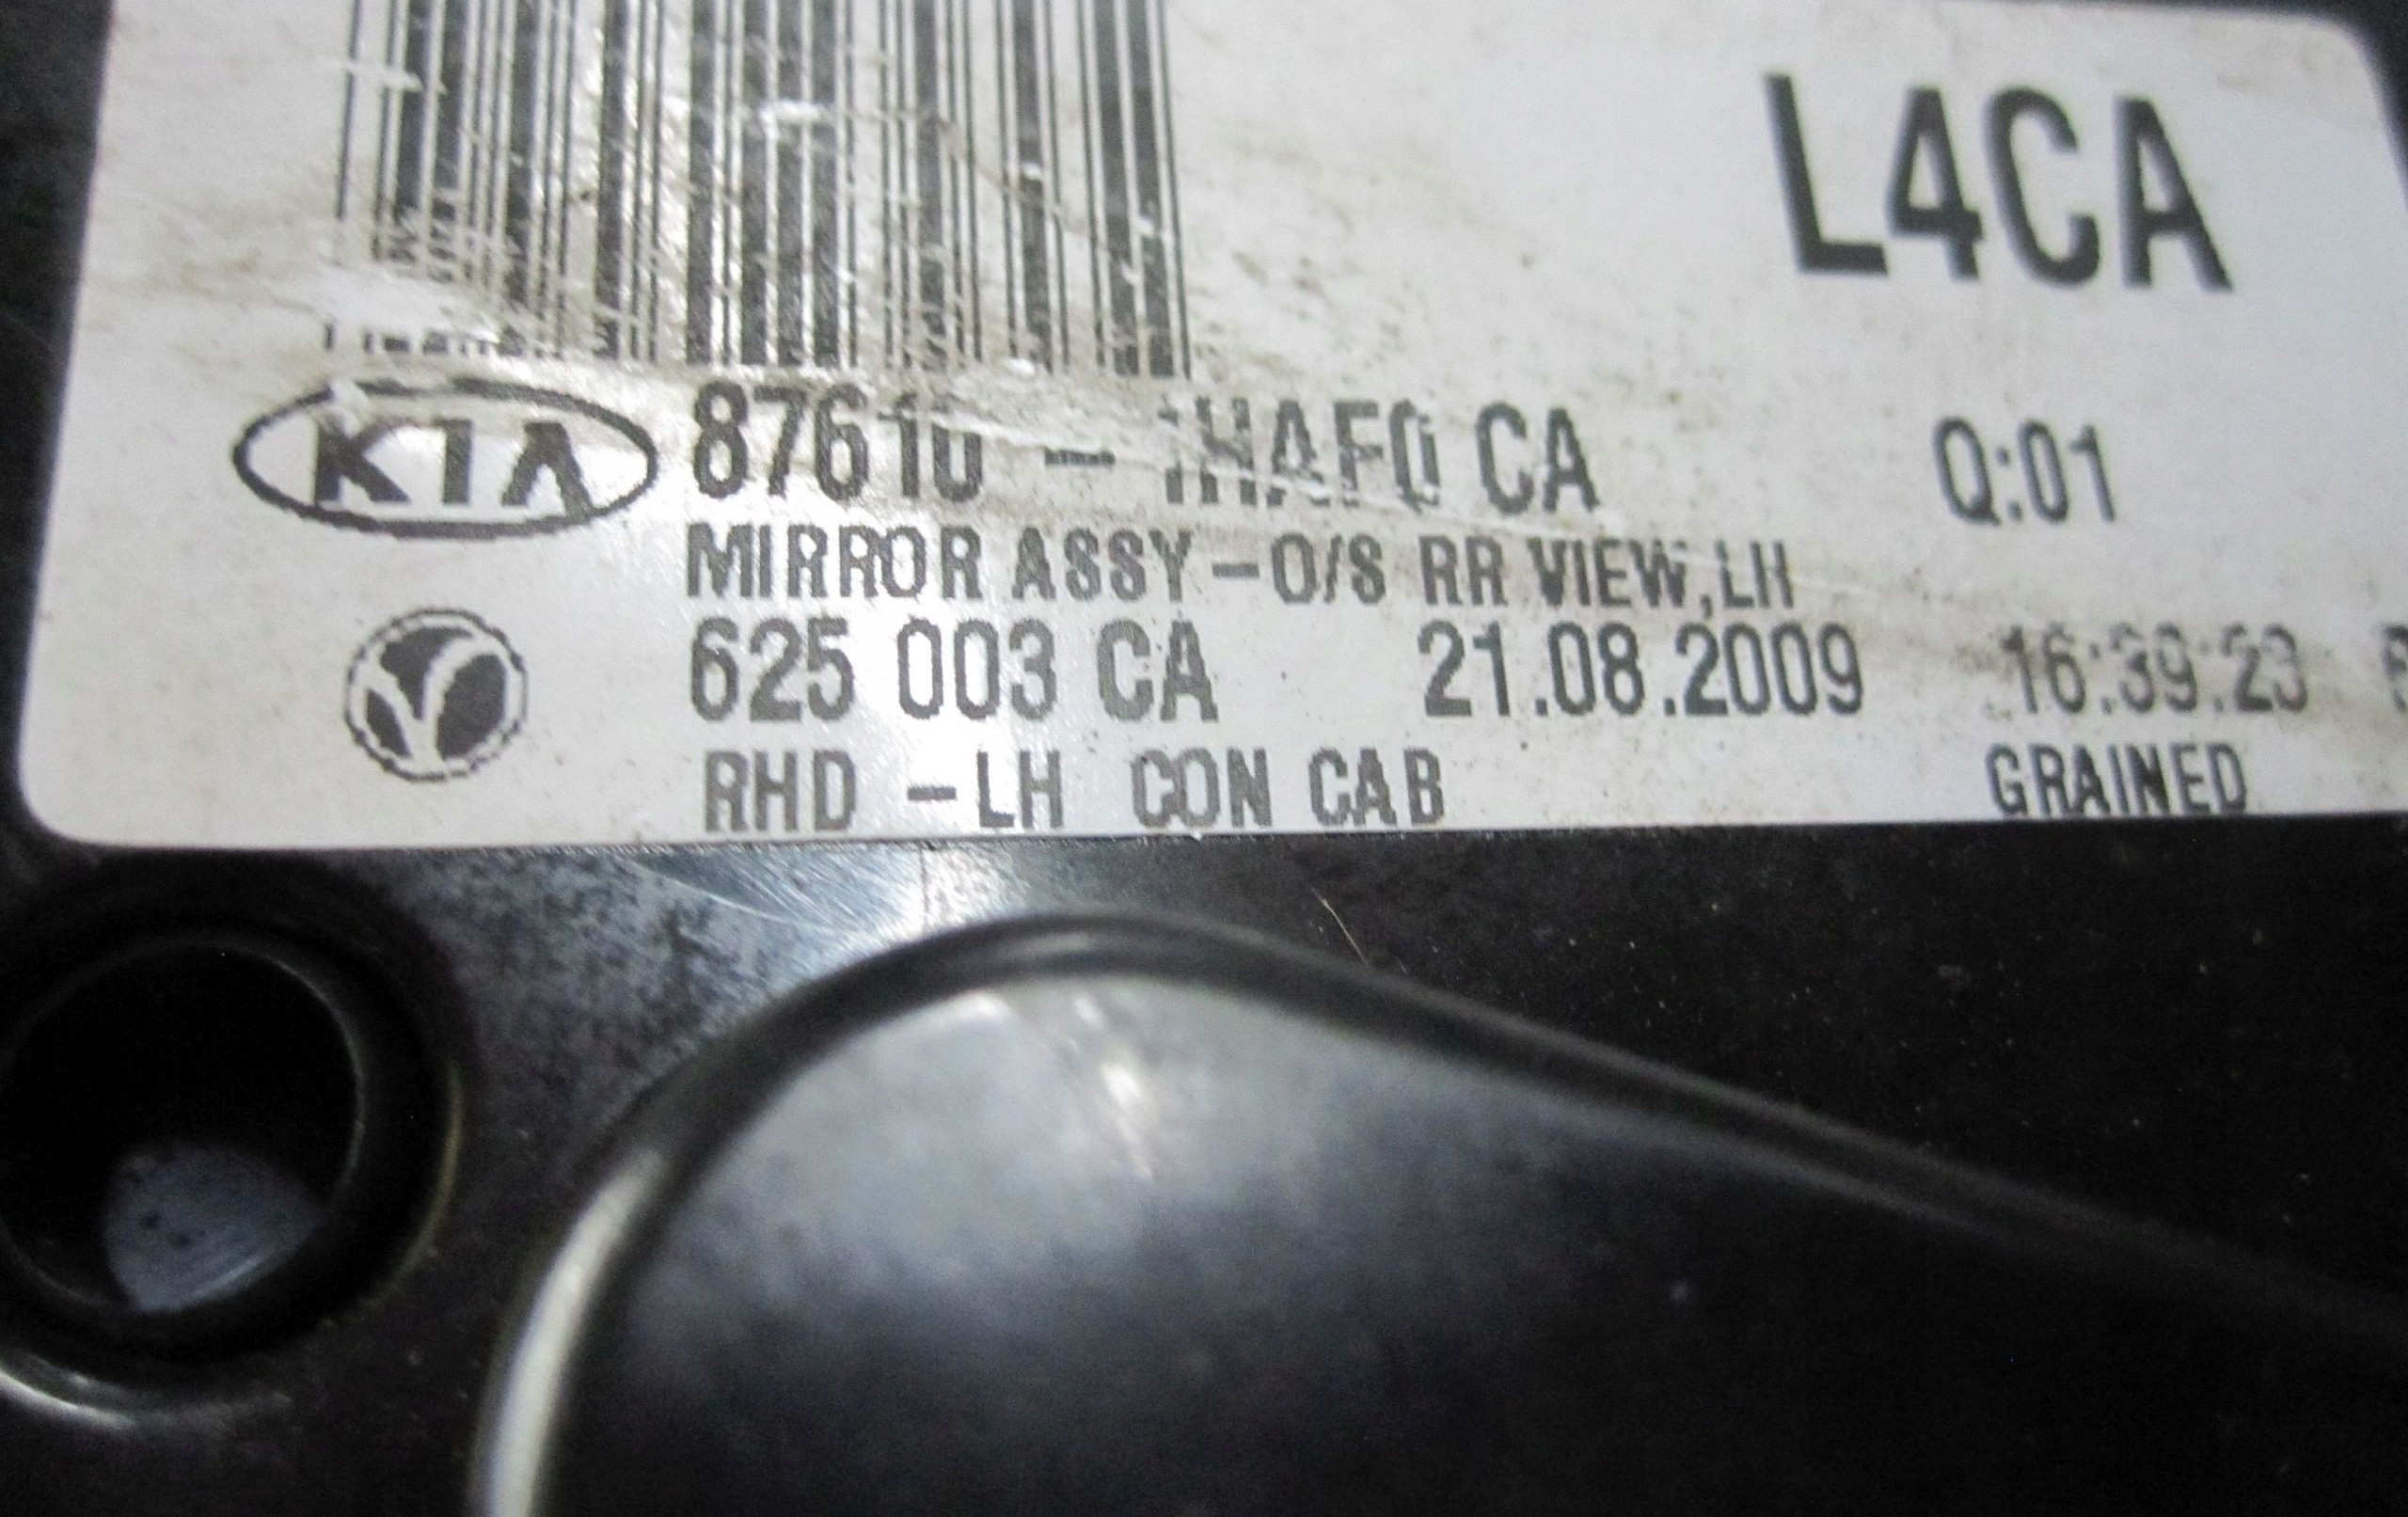 L4CA
KIA 87610 - 1HAF0 CA Q:01
MIRROR ASSY-O/S RR VIEW,LH
625 003 CA 21.08.2009 16:39:23
RHD -LH CON CAB GRAINED